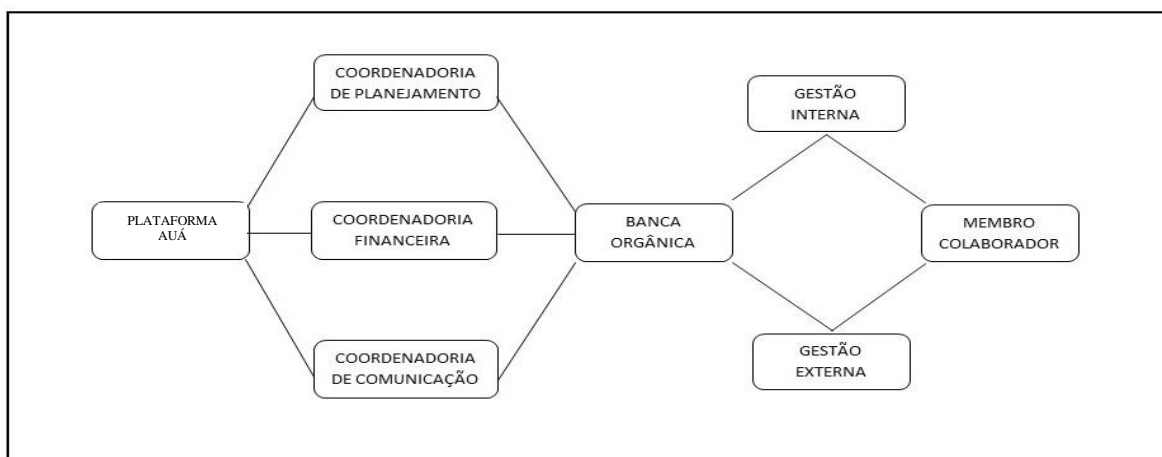 COORDENADORIA
DE PLANEJAMENTO
GESTÃO
INTERNA
PLATAFORMA
AUÁ
COORDENADORIA
FINANCEIRA
BANCA
ORGÂNICA
MEMBRO
COLABORADOR
COORDENADORIA
DE COMUNICAÇÃO
GESTÃO
EXTERNA